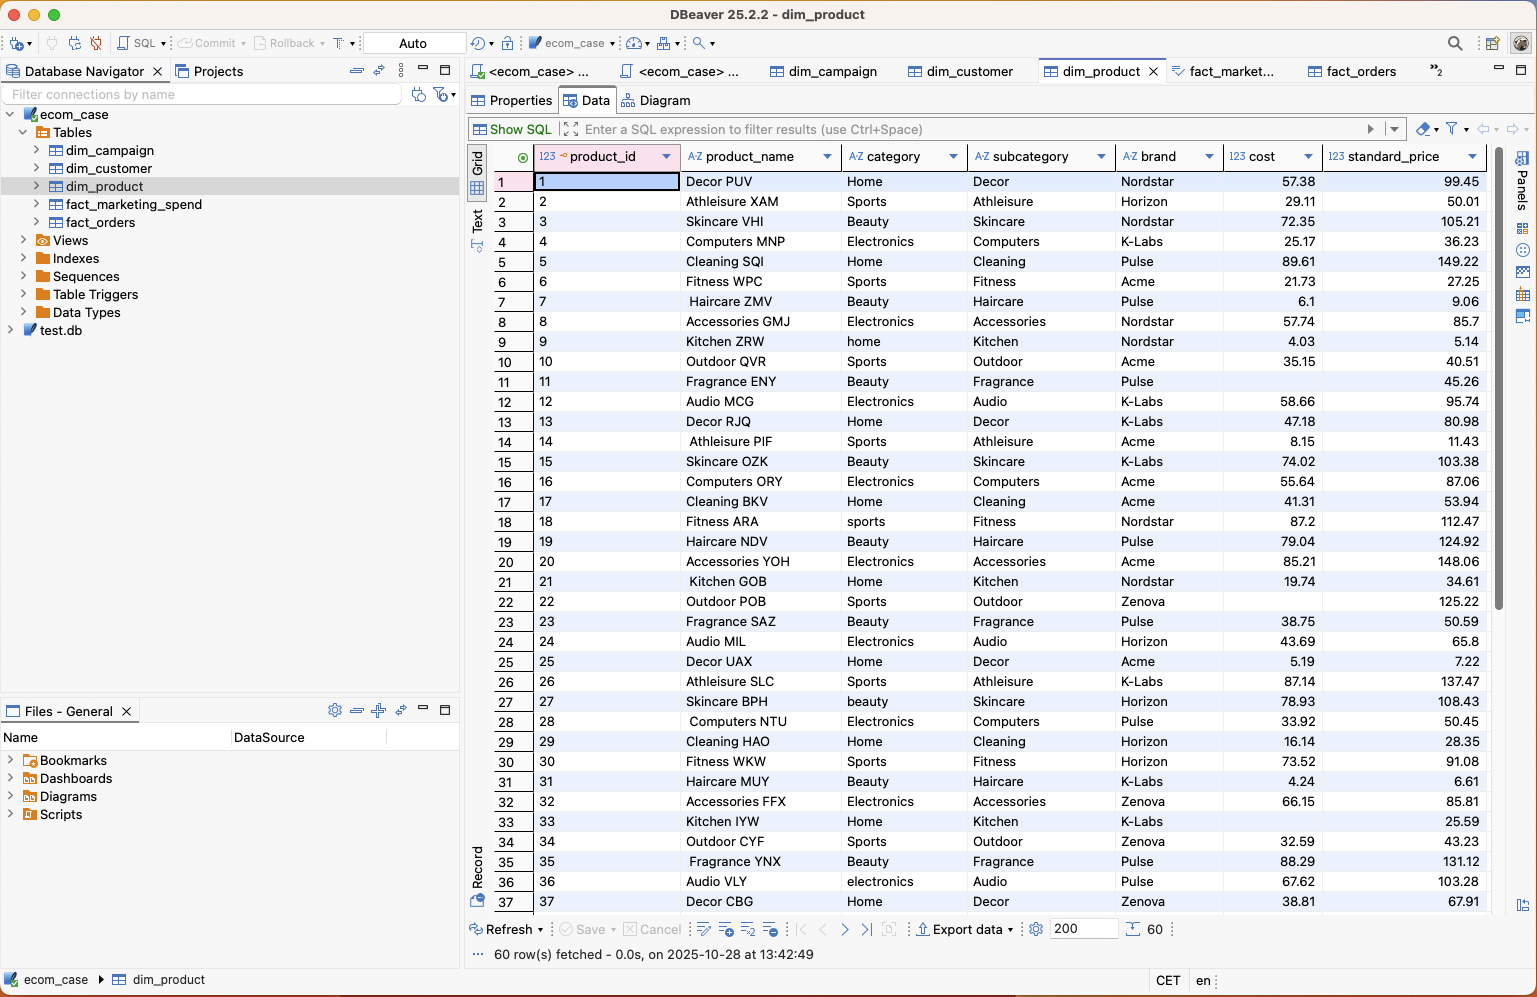 DBeaver 25.2.2 - dim_product
SQL Commit Rollback T Auto ecom_case
Database Navigator Projects
Filter connections by name
ecom_case
Tables
dim_campaign
dim_customer
dim_product
fact_marketing_spend
fact_orders
Views
Indexes
Sequences
Table Triggers
Data Types
test.db
Files - General
Name DataSource
Bookmarks
Dashboards
Diagrams
Scripts
<ecom_case> ... <ecom_case> ... dim_campaign dim_customer dim_product fact_market... fact_orders »2
Properties Data Diagram
Show SQL Enter a SQL expression to filter results (use Ctrl+Space)
Grid
Text
Record
Panels
123 product_id A-Z product_name A-Z category A-Z subcategory A-Z brand 123 cost 123 standard_price
1 1 Decor PUV Home Decor Nordstar 57.38 99.45
2 2 Athleisure XAM Sports Athleisure Horizon 29.11 50.01
3 3 Skincare VHI Beauty Skincare Nordstar 72.35 105.21
4 4 Computers MNP Electronics Computers K-Labs 25.17 36.23
5 5 Cleaning SQI Home Cleaning Pulse 89.61 149.22
6 6 Fitness WPC Sports Fitness Acme 21.73 27.25
7 7 Haircare ZMV Beauty Haircare Pulse 6.1 9.06
8 8 Accessories GMJ Electronics Accessories Nordstar 57.74 85.7
9 9 Kitchen ZRW home Kitchen Nordstar 4.03 5.14
10 10 Outdoor QVR Sports Outdoor Acme 35.15 40.51
11 11 Fragrance ENY Beauty Fragrance Pulse 45.26
12 12 Audio MCG Electronics Audio K-Labs 58.66 95.74
13 13 Decor RJQ Home Decor K-Labs 47.18 80.98
14 14 Athleisure PIF Sports Athleisure Acme 8.15 11.43
15 15 Skincare OZK Beauty Skincare K-Labs 74.02 103.38
16 16 Computers ORY Electronics Computers Acme 55.64 87.06
17 17 Cleaning BKV Home Cleaning Acme 41.31 53.94
18 18 Fitness ARA sports Fitness Nordstar 87.2 112.47
19 19 Haircare NDV Beauty Haircare Pulse 79.04 124.92
20 20 Accessories YOH Electronics Accessories Acme 85.21 148.06
21 21 Kitchen GOB Home Kitchen Nordstar 19.74 34.61
22 22 Outdoor POB Sports Outdoor Zenova 125.22
23 23 Fragrance SAZ Beauty Fragrance Pulse 38.75 50.59
24 24 Audio MIL Electronics Audio Horizon 43.69 65.8
25 25 Decor UAX Home Decor Acme 5.19 7.22
26 26 Athleisure SLC Sports Athleisure K-Labs 87.14 137.47
27 27 Skincare BPH beauty Skincare Horizon 78.93 108.43
28 28 Computers NTU Electronics Computers Pulse 33.92 50.45
29 29 Cleaning HAO Home Cleaning Horizon 16.14 28.35
30 30 Fitness WKW Sports Fitness Horizon 73.52 91.08
31 31 Haircare MUY Beauty Haircare K-Labs 4.24 6.61
32 32 Accessories FFX Electronics Accessories Zenova 66.15 85.81
33 33 Kitchen IYW Home Kitchen K-Labs 25.59
34 34 Outdoor CYF Sports Outdoor Zenova 32.59 43.23
35 35 Fragrance YNX Beauty Fragrance Pulse 88.29 131.12
36 36 Audio VLY electronics Audio Pulse 67.62 103.28
37 37 Decor CBG Home Decor Zenova 38.81 67.91
Refresh Save Cancel Export data 200 60
60 row(s) fetched - 0.0s, on 2025-10-28 at 13:42:49
ecom_case dim_product CET en